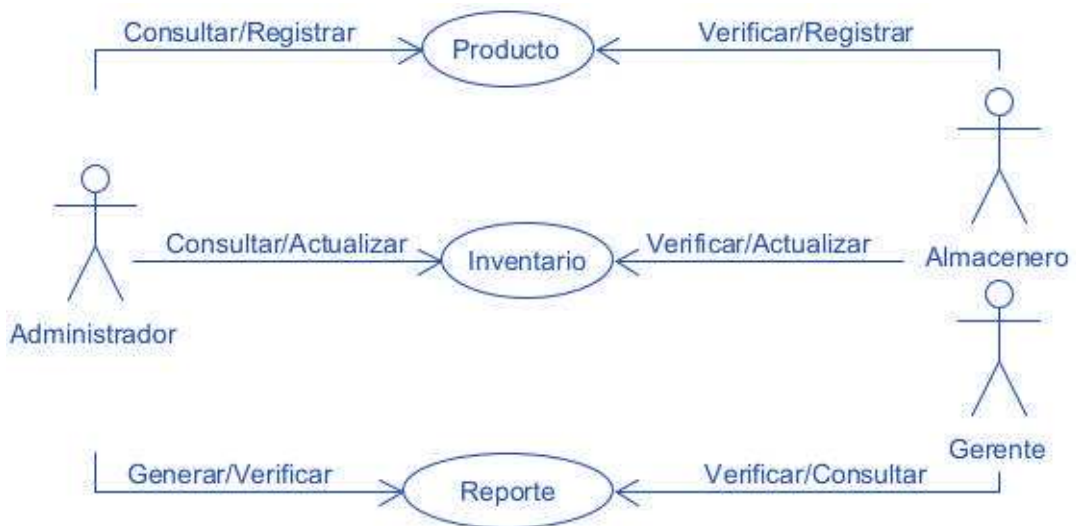 Consultar/Registrar
Verificar/Registrar
Producto
Consultar/Actualizar
Verificar/Actualizar
Inventario
Almacenero
Administrador
Gerente
Generar/Verificar
Verificar/Consultar
Reporte